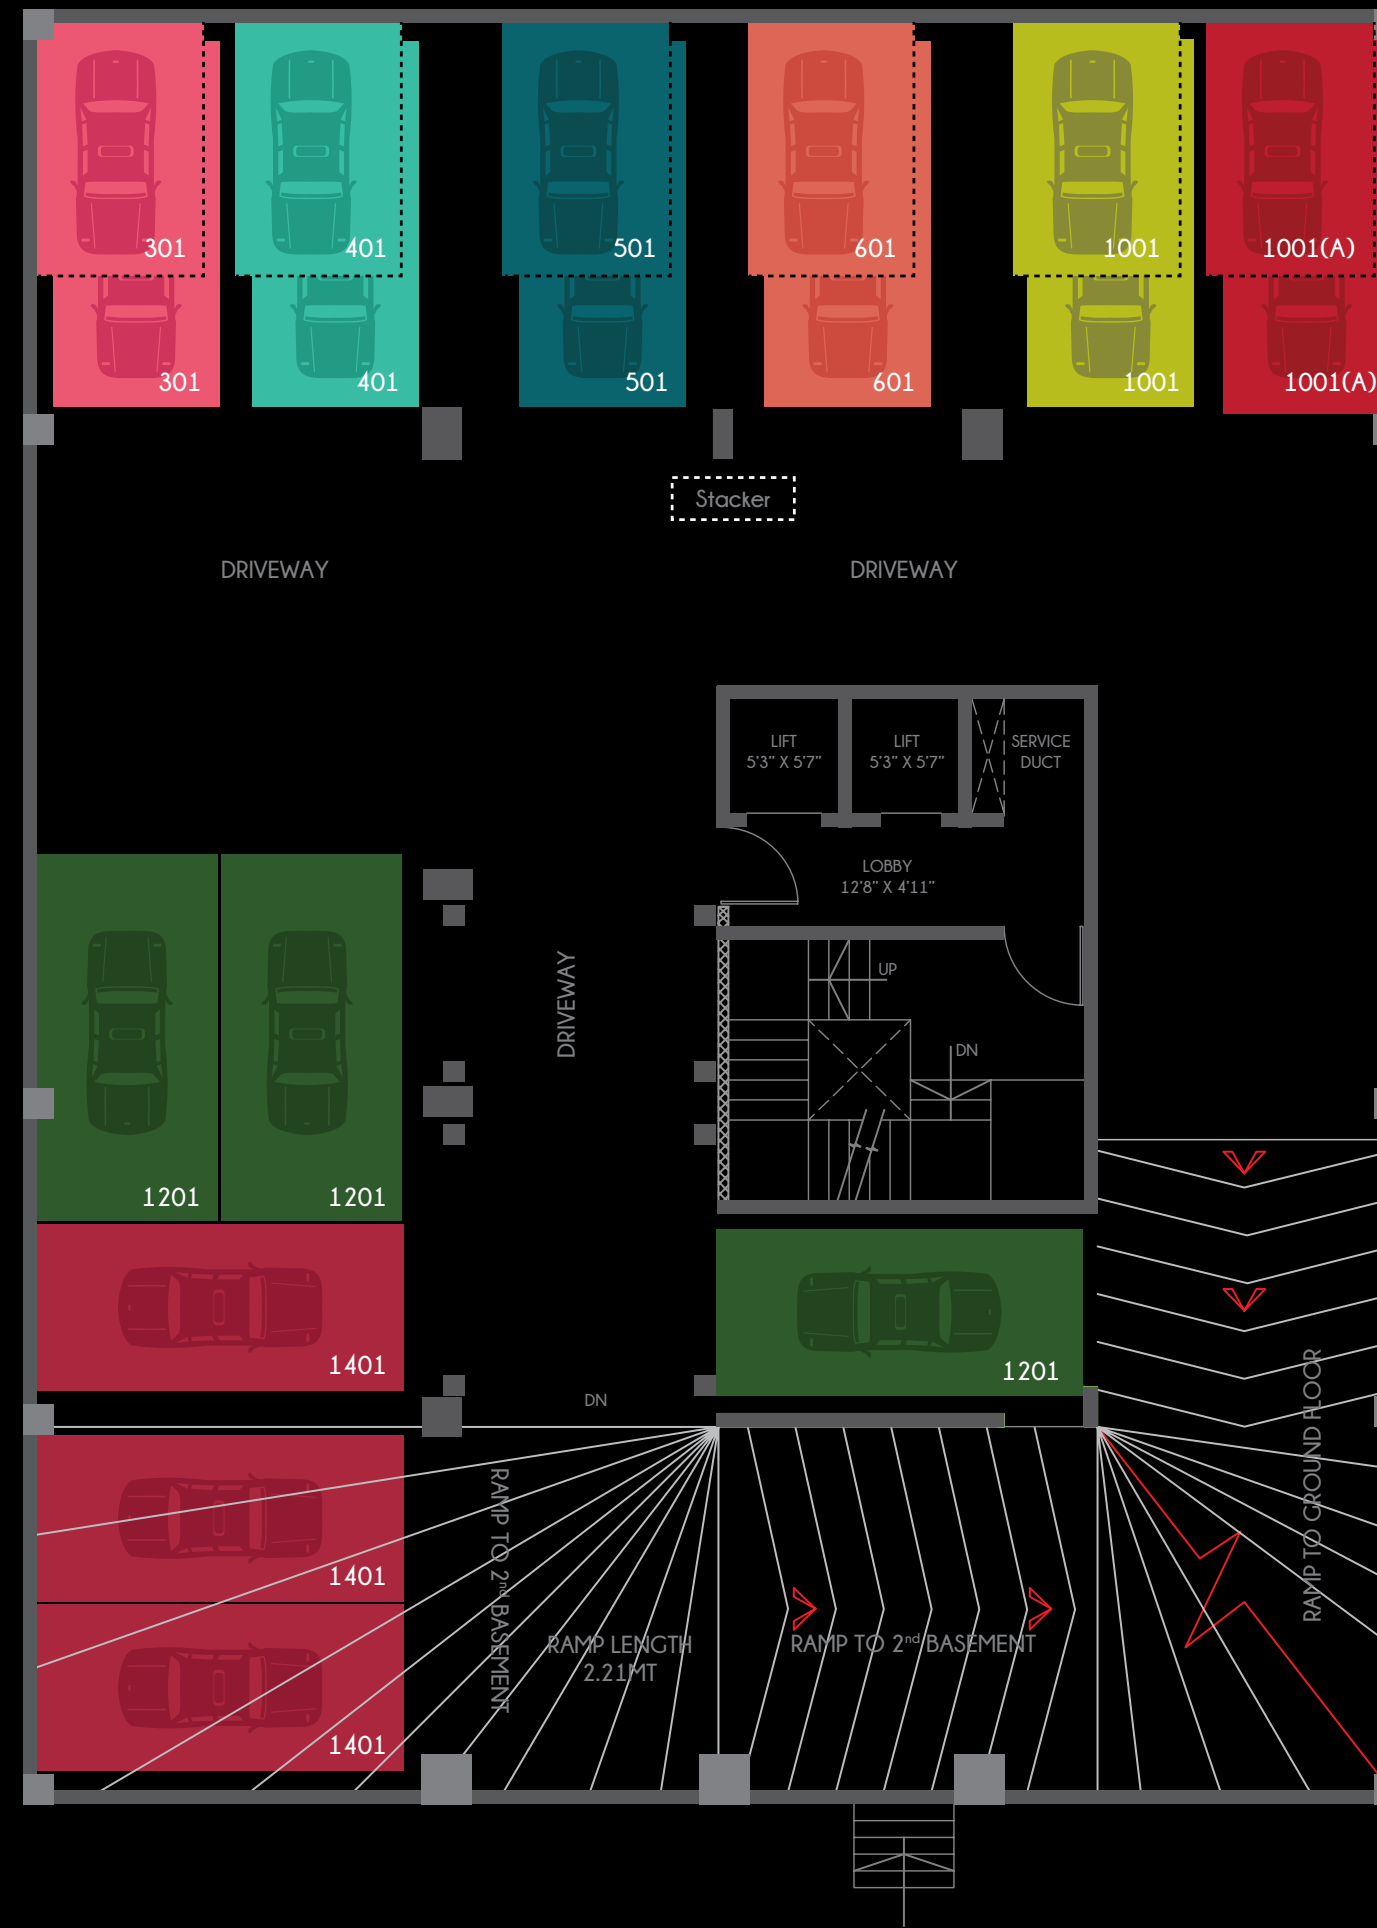 301
401
501
601
1001
1001(A)
301
401
501
601
1001
1001(A)
Stacker
DRIVEWAY
DRIVEWAY
LIFT
5'3" X 5'7"
LIFT
5'3" X 5'7"
SERVICE
DUCT
LOBBY
12'8" X 4'11"
UP
DRIVEWAY
DN
1201
1201
1401
1201
DN
RAMP TO GROUND FLOOR
RAMP TO 2nd BASEMENT
1401
RAMP LENGTH
2.21MT
RAMP TO 2nd BASEMENT
1401